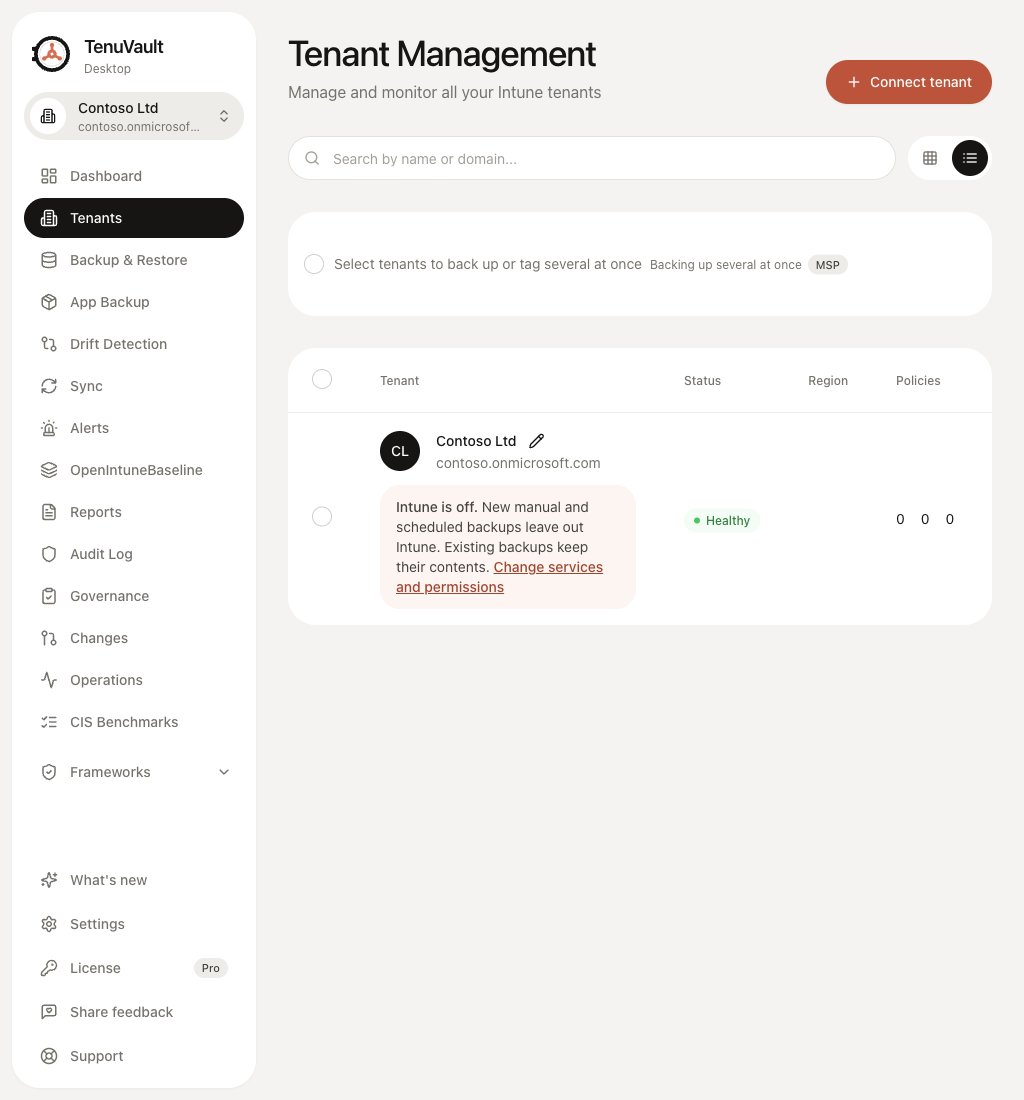 TenuVault
Desktop
Contoso Ltd
contoso.onmicrosof...
Dashboard
Tenants
Backup & Restore
App Backup
Drift Detection
Sync
Alerts
OpenIntuneBaseline
Reports
Audit Log
Governance
Changes
Operations
CIS Benchmarks
Frameworks
What's new
Settings
License Pro
Share feedback
Support
Tenant Management
Manage and monitor all your Intune tenants
Connect tenant
Search by name or domain...
Select tenants to back up or tag several at once Backing up several at once MSP
Tenant Status Region Policies
CL
Contoso Ltd
contoso.onmicrosoft.com
Intune is off. New manual and
scheduled backups leave out
Intune. Existing backups keep
their contents. Change services
and permissions
Healthy
0 0 0